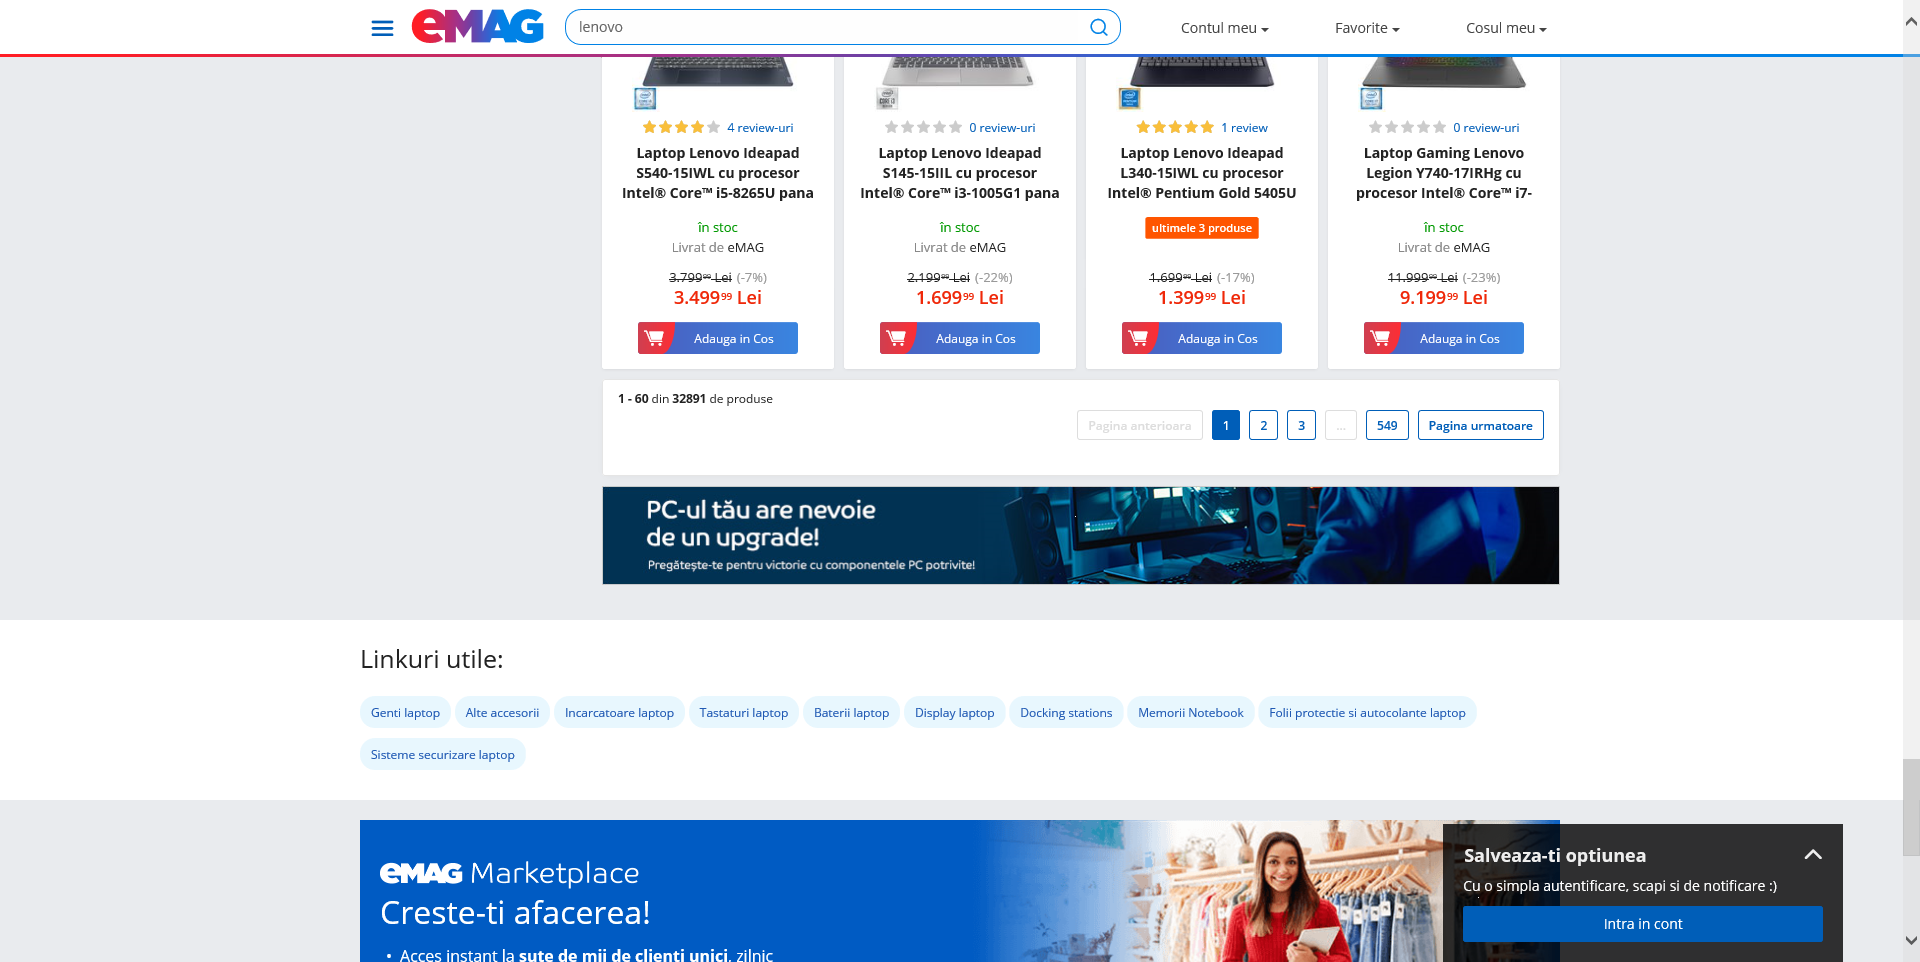 eMAG
lenovo
Contul meu
Favorite
Cosul meu
4 review-uri
Laptop Lenovo Ideapad
S540-15IWL cu procesor
Intel® Core™ i5-8265U pana
în stoc
Livrat de eMAG
3.799⁹⁹ Lei (-7%)
3.499⁹⁹ Lei
Adauga in Cos
0 review-uri
Laptop Lenovo Ideapad
S145-15IIL cu procesor
Intel® Core™ i3-1005G1 pana
în stoc
Livrat de eMAG
2.199⁹⁹ Lei (-22%)
1.699⁹⁹ Lei
Adauga in Cos
1 review
Laptop Lenovo Ideapad
L340-15IWL cu procesor
Intel® Pentium Gold 5405U
ultimele 3 produse
1.699⁹⁹ Lei (-17%)
1.399⁹⁹ Lei
Adauga in Cos
0 review-uri
Laptop Gaming Lenovo
Legion Y740-17IRHg cu
procesor Intel® Core™ i7-
în stoc
Livrat de eMAG
11.999⁹⁹ Lei (-23%)
9.199⁹⁹ Lei
Adauga in Cos
1 - 60 din 32891 de produse
Pagina anterioara 1 2 3 ... 549 Pagina urmatoare
PC-ul tău are nevoie
de un upgrade!
Pregătește-te pentru victorie cu componentele PC potrivite!
Linkuri utile:
Genti laptop Alte accesorii Incarcatoare laptop Tastaturi laptop Baterii laptop Display laptop Docking stations Memorii Notebook Folii protectie si autocolante laptop
Sisteme securizare laptop
eMAG Marketplace
Creste-ti afacerea!
• Acces instant la sute de mii de clienti unici, zilnic
Salveaza-ti optiunea
Cu o simpla autentificare, scapi si de notificare :)
Intra in cont